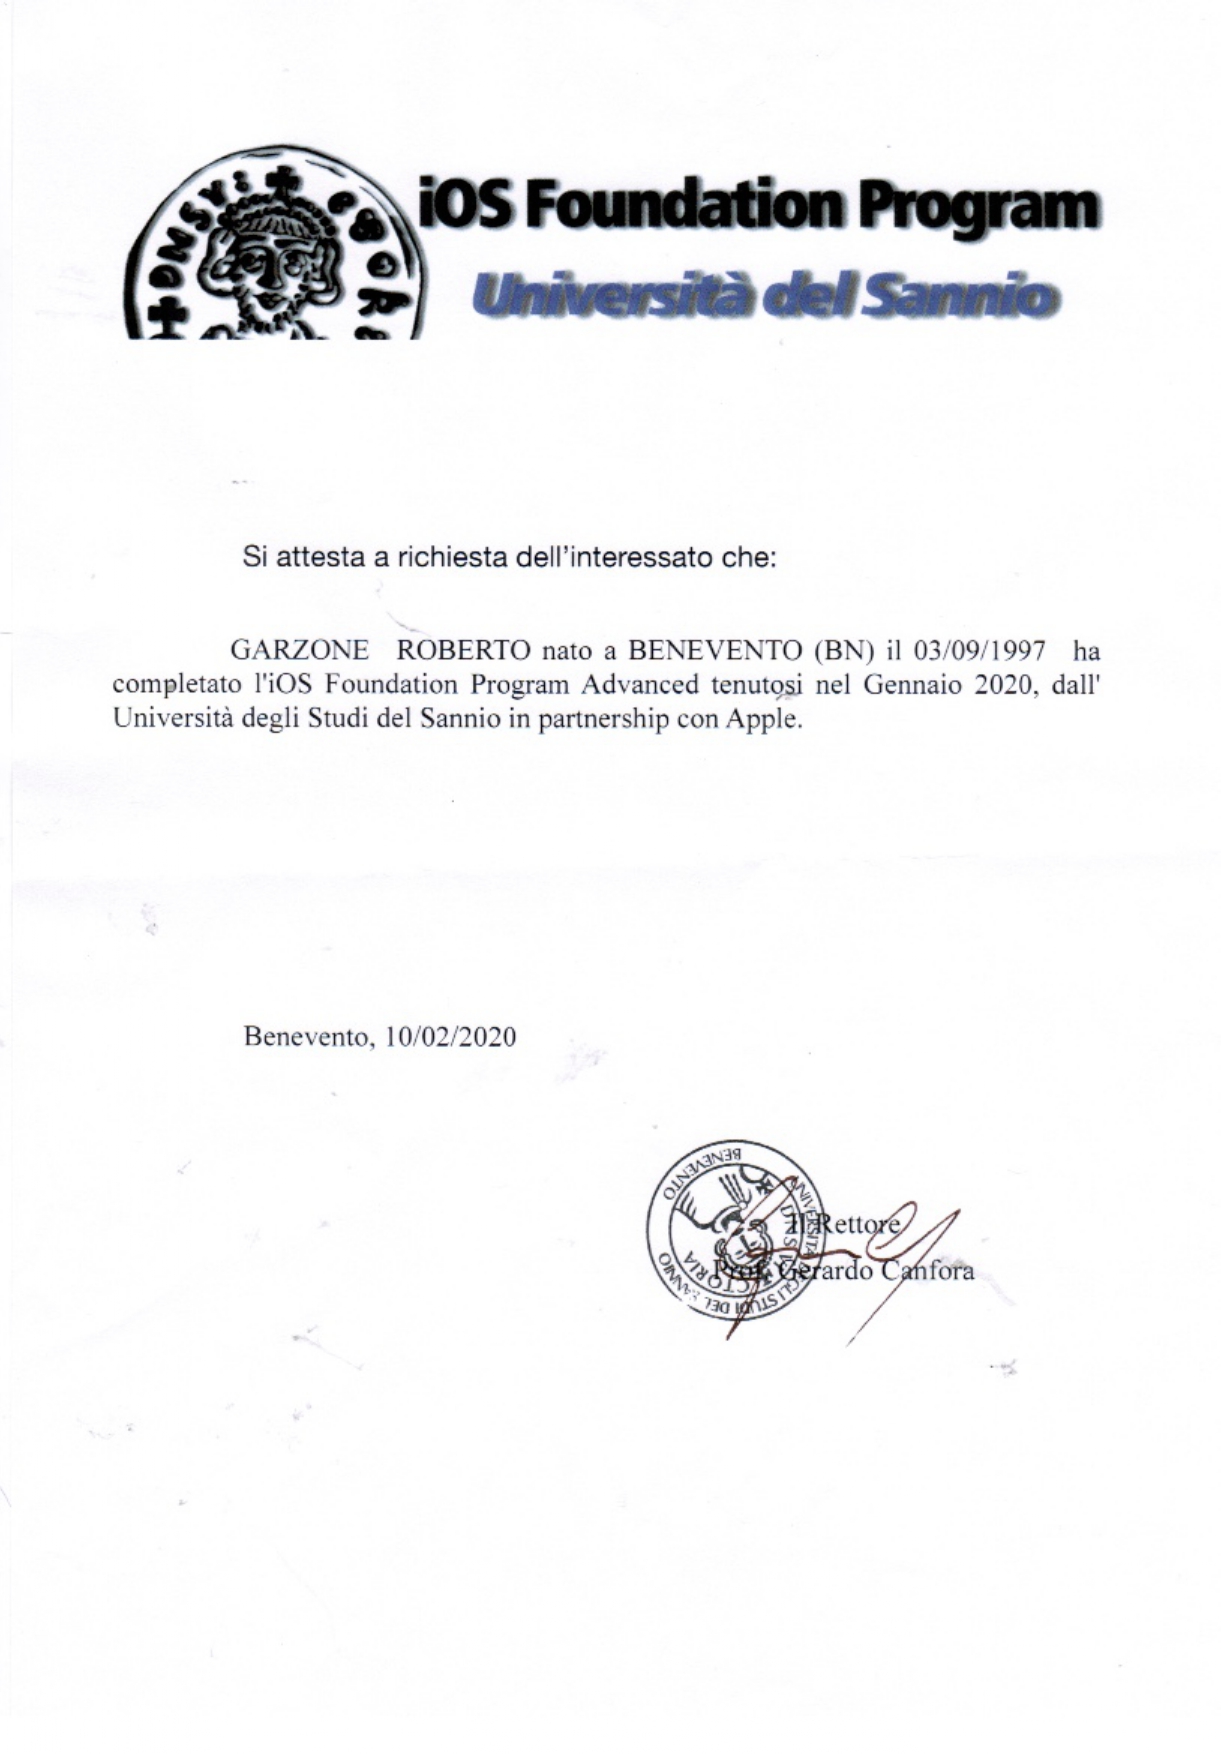 iOS Foundation Program
Università del Sannio
Si attesta a richiesta dell'interessato che:
GARZONE ROBERTO nato a BENEVENTO (BN) il 03/09/1997 ha
completato l'iOS Foundation Program Advanced tenutosi nel Gennaio 2020, dall'
Università degli Studi del Sannio in partnership con Apple.
Benevento, 10/02/2020
UNIVERSITÀ DEGLI STUDI DEL SANNIO
BENEVENTO
Il Rettore
Prof. Gerardo Canfora